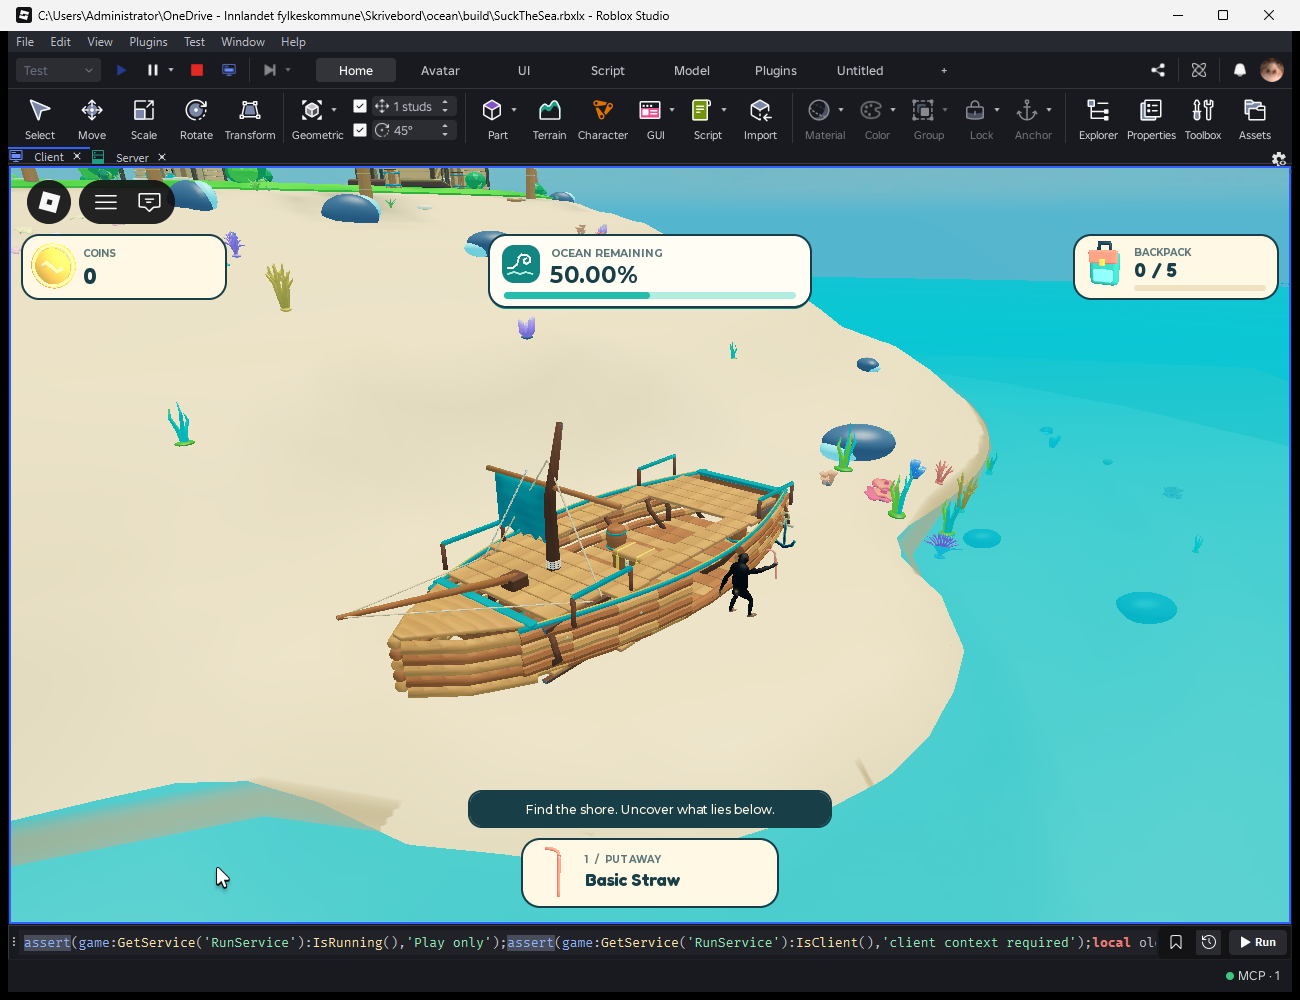 C:\Users\Administrator\OneDrive - Innlandet fylkeskommune\Skrivebord\ocean\build\SuckTheSea.rbxlx - Roblox Studio
File Edit View Plugins Test Window Help
Test Home Avatar UI Script Model Plugins Untitled +
1 studs
45°
Select Move Scale Rotate Transform Geometric Part Terrain Character GUI Script Import Material Color Group Lock Anchor Explorer Properties Toolbox Assets
Client Server
COINS
0
OCEAN REMAINING
50.00%
BACKPACK
0 / 5
Find the shore. Uncover what lies below.
1 / PUT AWAY
Basic Straw
assert(game:GetService('RunService'):IsRunning(),'Play only');assert(game:GetService('RunService'):IsClient(),'client context required');local
Run
MCP · 1